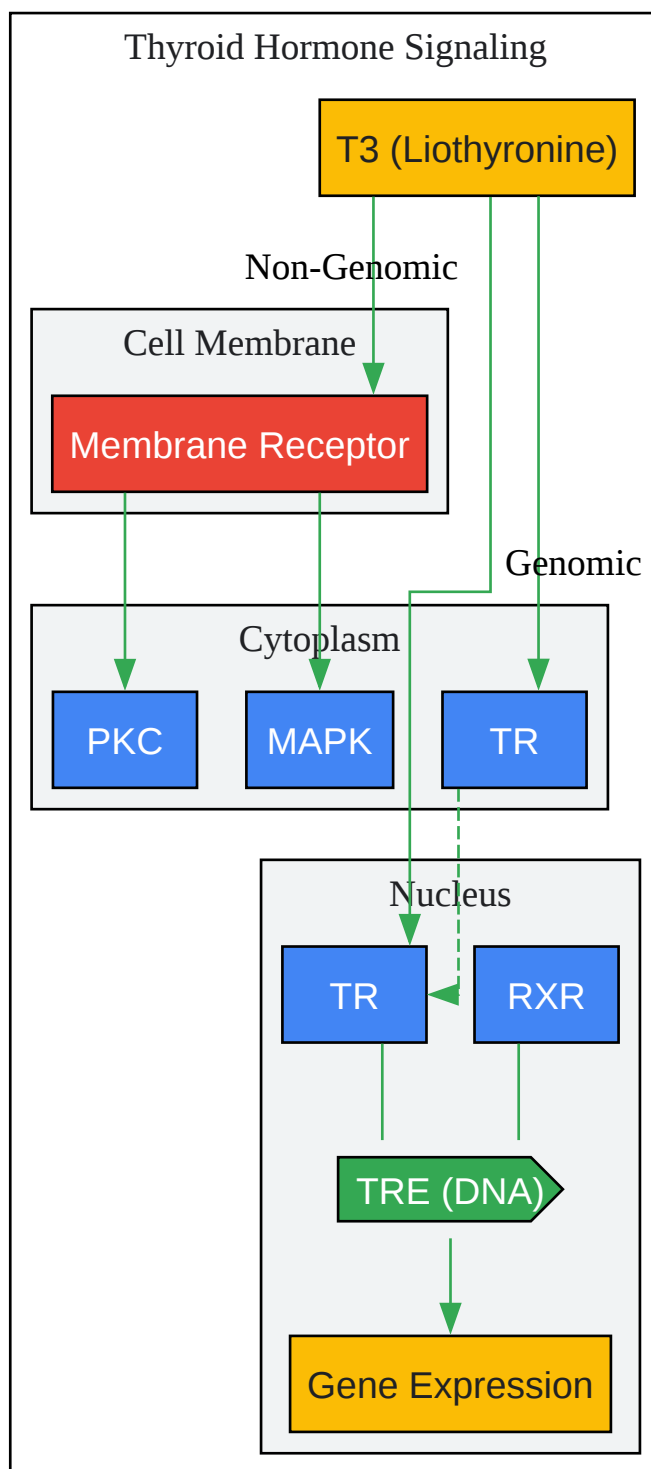 Thyroid Hormone Signaling
T3 (Liothyronine)
Non-Genomic
Cell Membrane
Membrane Receptor
Genomic
Cytoplasm
PKC
MAPK
TR
Nucleus
TR
RXR
TRE (DNA)
Gene Expression